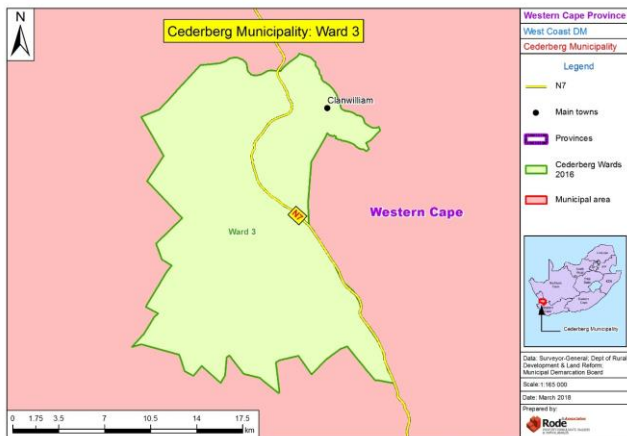 Cederberg Municipality: Ward 3
N
Clanwilliam
N7
Western Cape
Ward 3
0 1.75 3.5 7 10.5 14 17.5
km
Western Cape Province
West Coast DM
Cederberg Municipality
Legend
N7
Main towns
Provinces
Cederberg Wards
2016
Municipal area
Cederberg Municipality
Data: Surveyor-General; Dept of Rural
Development & Land Reform;
Municipal Demarcation Board
Scale 1:165 000
Date: March 2018
Prepared by:
Rode